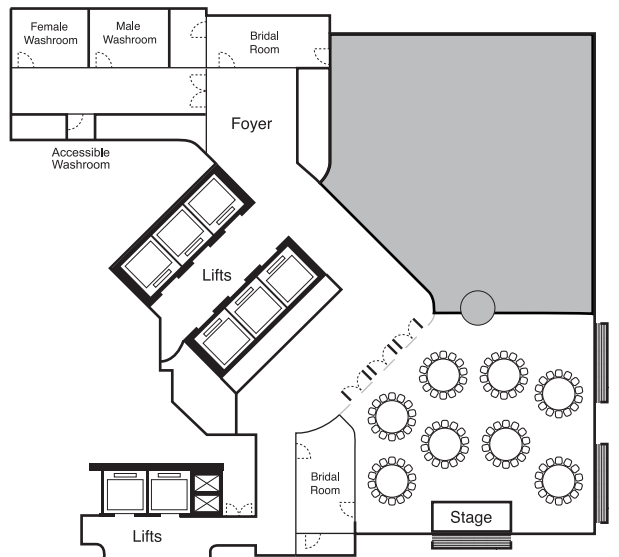 Female
Washroom
Male
Washroom
Bridal
Room
Foyer
Accessible
Washroom
Lifts
Bridal
Room
Stage
Lifts